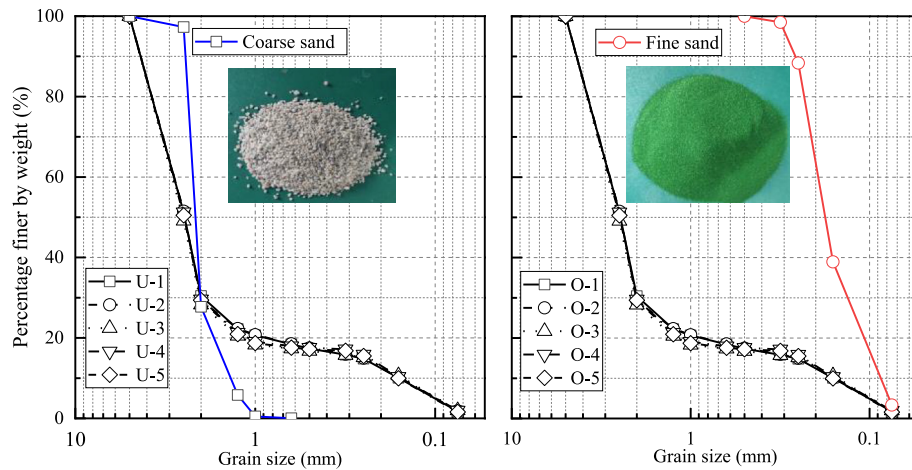 Percentage finer by weight (%)
100
80
60
40
20
0
10
1
0.1
Grain size (mm)
Coarse sand
U-1
U-2
U-3
U-4
U-5
10
1
0.1
Grain size (mm)
Fine sand
O-1
O-2
O-3
O-4
O-5